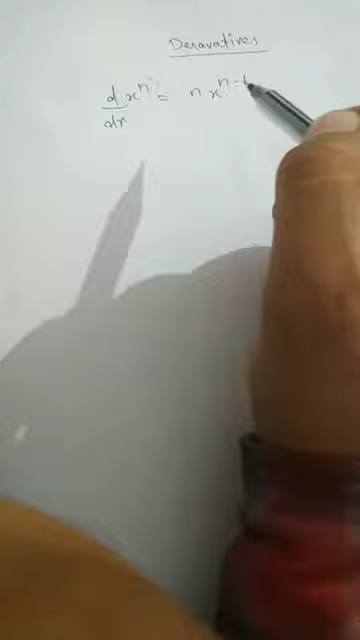 Deravatives
d/dx xⁿ = n xⁿ⁻¹